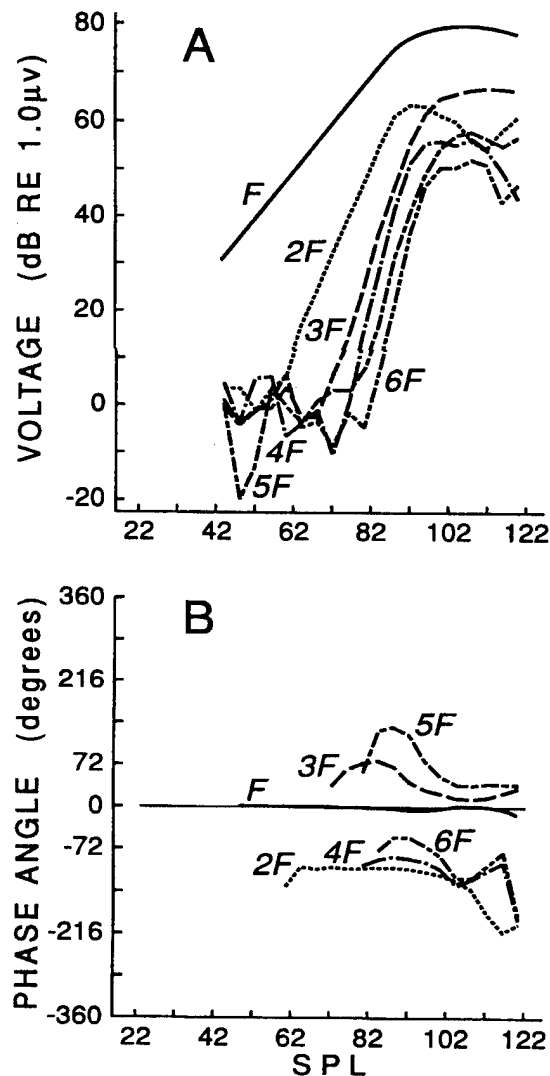 A
VOLTAGE (dB RE 1.0μv)
80
60
40
20
0
-20
F
2F
3F
4F
5F
6F
22 42 62 82 102 122
B
PHASE ANGLE (degrees)
360
216
72
0
-72
-216
-360
5F
3F
F
2F 4F 6F
22 42 62 82 102 122
SPL